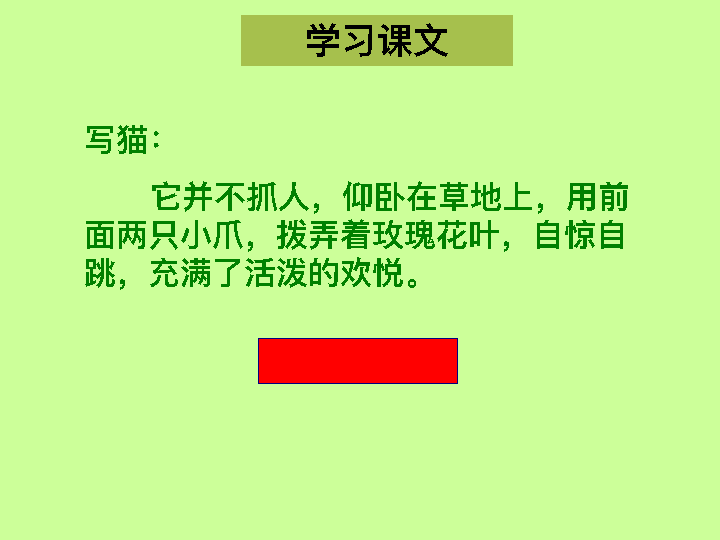 学习课文
写猫：
它并不抓人，仰卧在草地上，用前
面两只小爪，拨弄着玫瑰花叶，自惊自
跳，充满了活泼的欢悦。